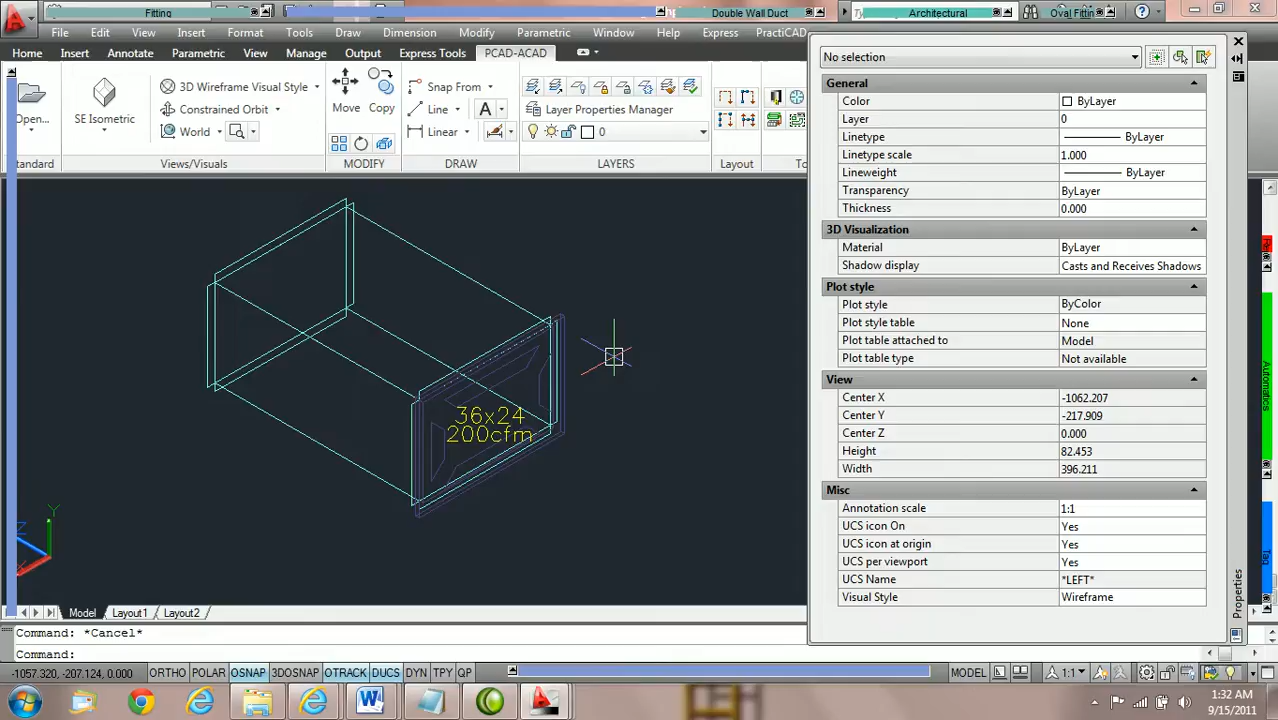 Fitting
Double Wall Duct
Architectural
Oval Fittin
File Edit View Insert Format Tools Draw Dimension Modify Parametric Window Help Express PractiCAD
Home Insert Annotate Parametric View Manage Output Express Tools PCAD-ACAD
Open...
SE Isometric
3D Wireframe Visual Style
Constrained Orbit
World
Move Copy
Snap From
Line
A
Linear
Layer Properties Manager
0
tandard Views/Visuals MODIFY DRAW LAYERS Layout To
No selection
General
Color ByLayer
Layer 0
Linetype ByLayer
Linetype scale 1.000
Lineweight ByLayer
Transparency ByLayer
Thickness 0.000
3D Visualization
Material ByLayer
Shadow display Casts and Receives Shadows
Plot style
Plot style ByColor
Plot style table None
Plot table attached to Model
Plot table type Not available
View
Center X -1062.207
Center Y -217.909
Center Z 0.000
Height 82.453
Width 396.211
Misc
Annotation scale 1:1
UCS icon On Yes
UCS icon at origin Yes
UCS per viewport Yes
UCS Name *LEFT*
Visual Style Wireframe
Properties
Automatics
Tag
36x24
200cfm
Y
Z
X
Model Layout1 Layout2
Command: *Cancel*
Command:
-1057.320, -207.124, 0.000 ORTHO POLAR OSNAP 3DOSNAP OTRACK DUCS DYN TPY QP MODEL 1:1
1:32 AM
9/15/2011